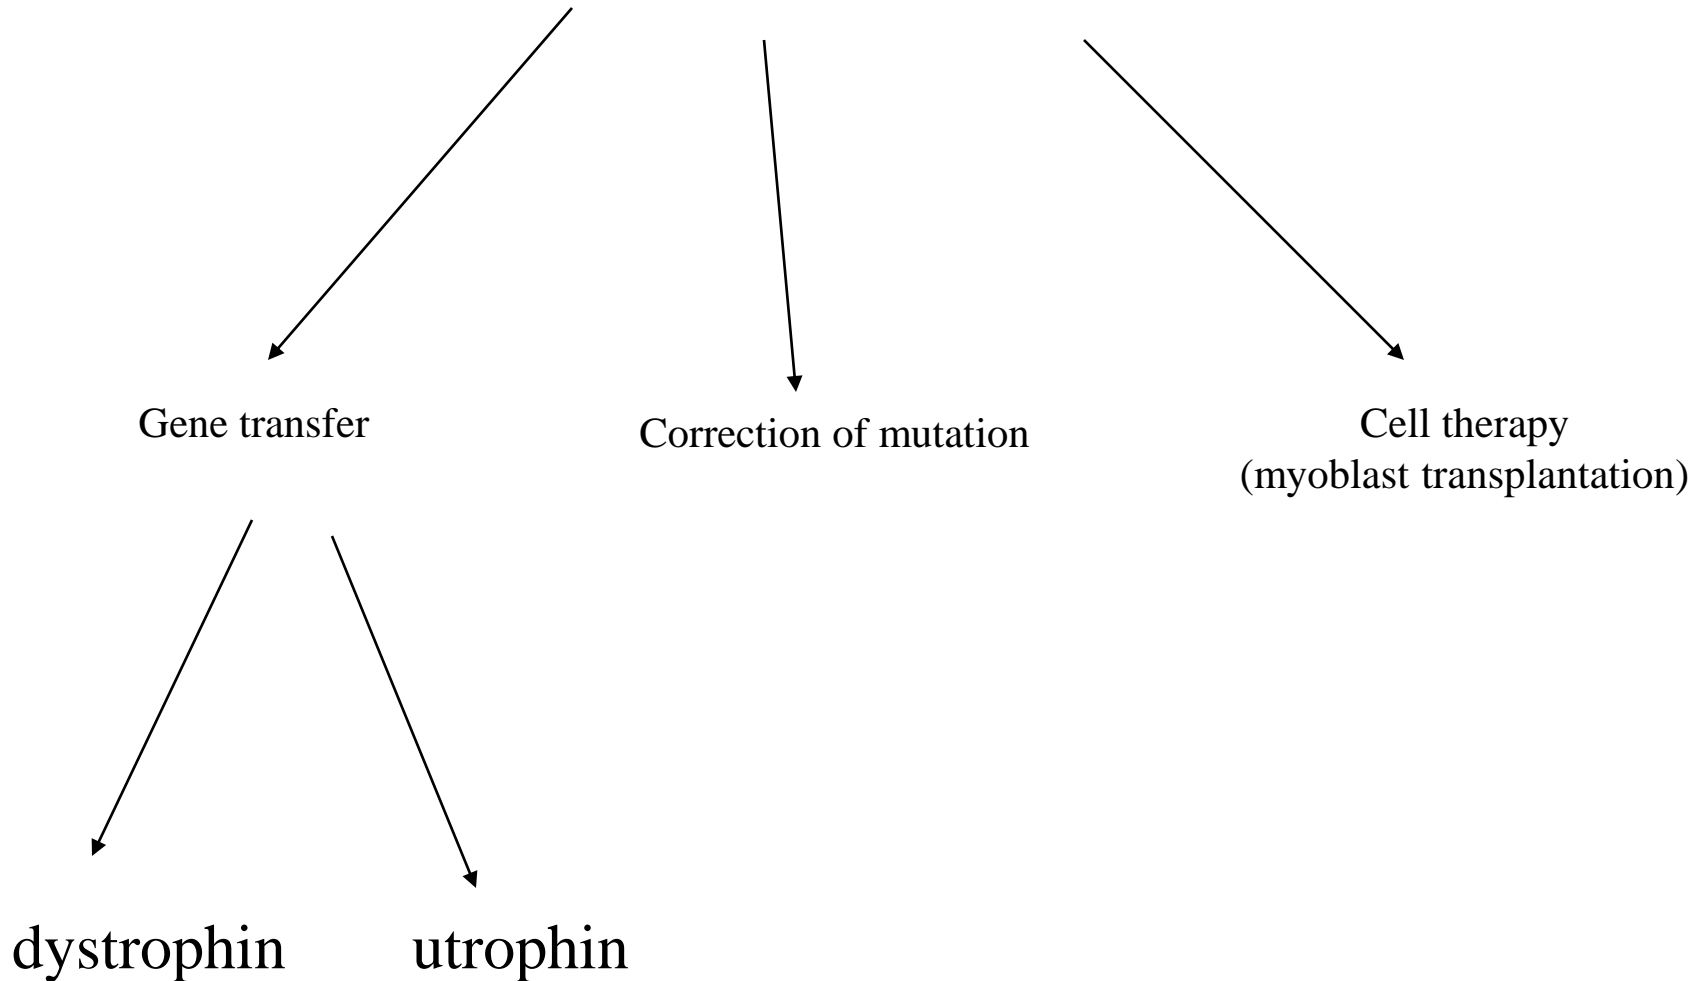 Gene transfer
Correction of mutation
Cell therapy
(myoblast transplantation)
dystrophin
utrophin